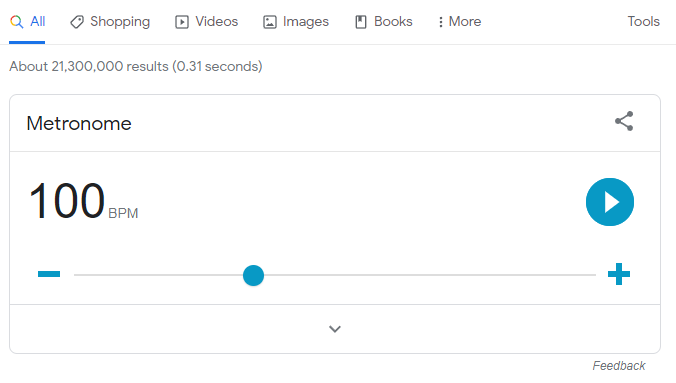 All Shopping Videos Images Books More Tools
About 21,300,000 results (0.31 seconds)
Metronome
100 BPM
Feedback